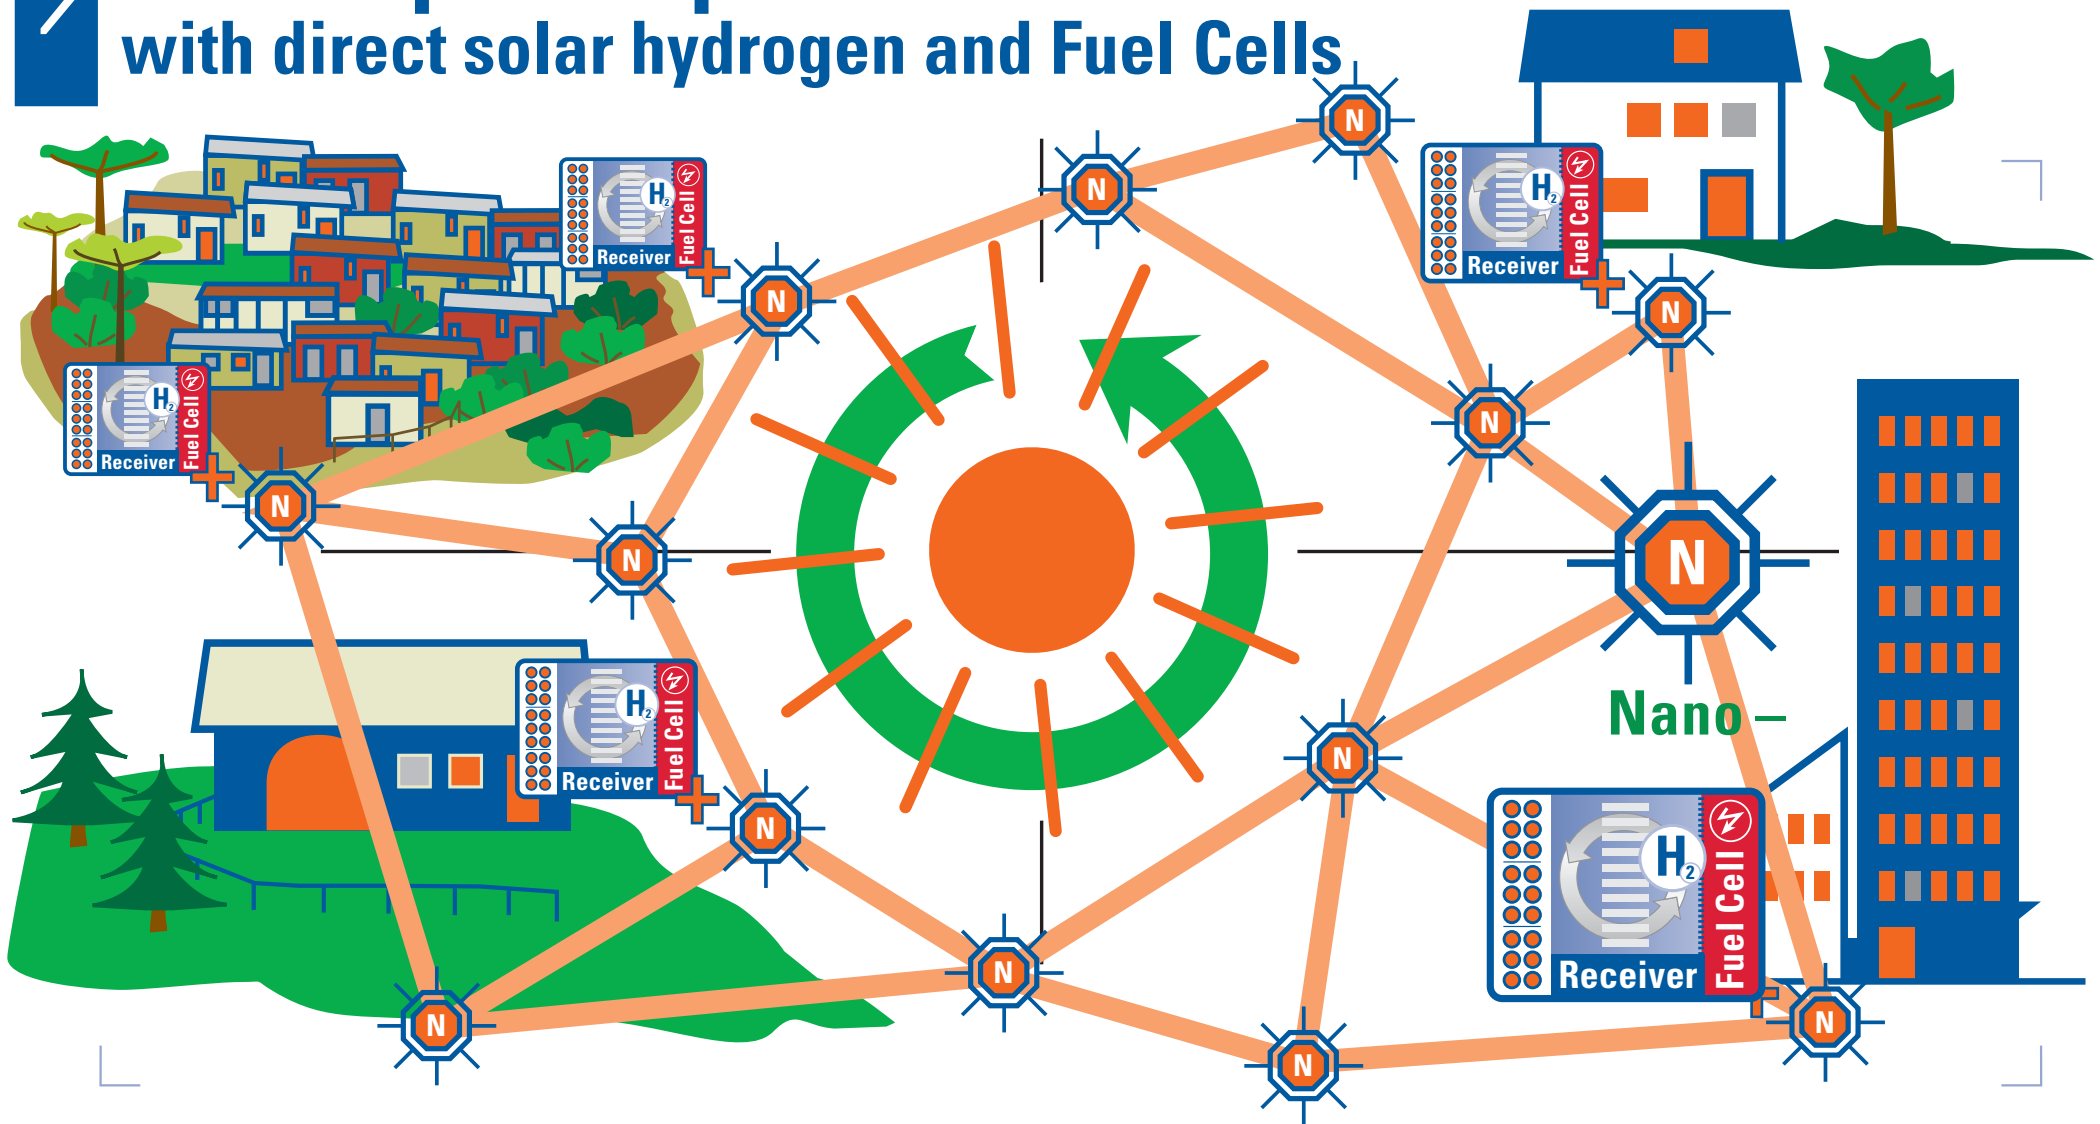 with direct solar hydrogen and Fuel Cells
N
N
H2
Receiver
Fuel Cell
H2
Receiver
Fuel Cell
N
N
H2
Receiver
Fuel Cell
N
N
N
N
Nano –
H2
Receiver
Fuel Cell
N
N
H2
Receiver
Fuel Cell
N
N
N
N